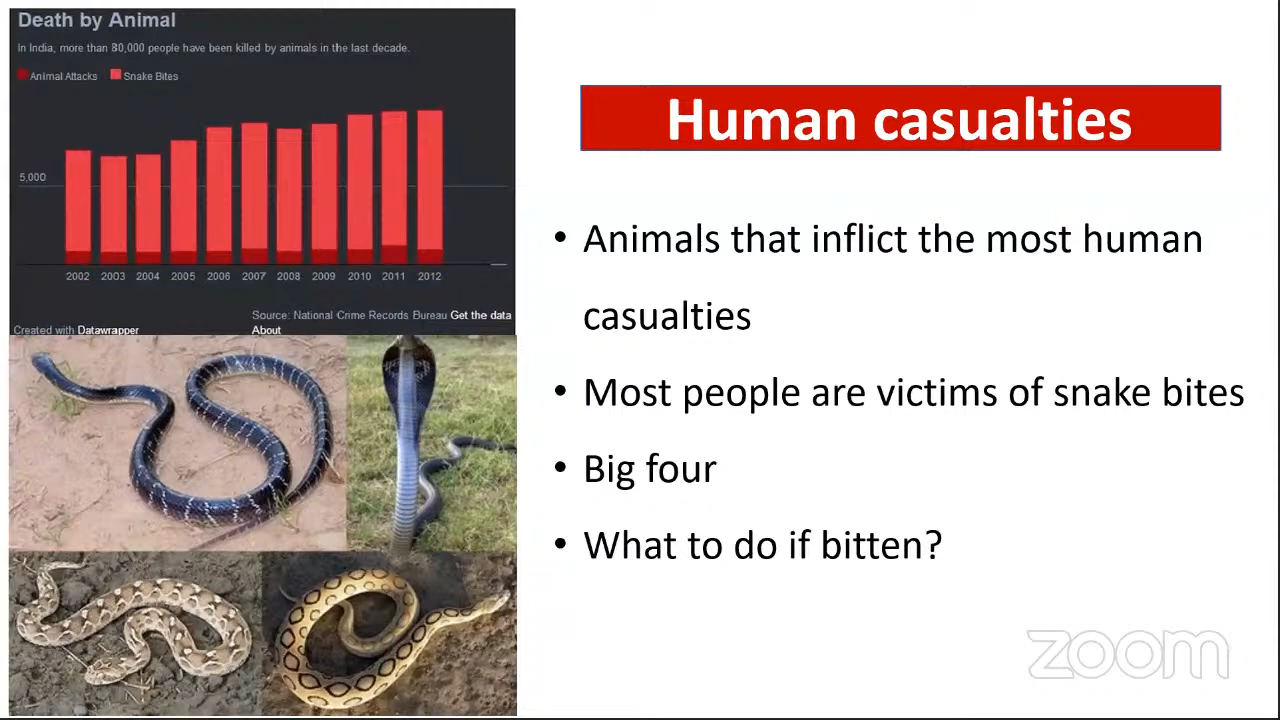 Death by Animal
In India, more than 80,000 people have been killed by animals in the last decade.
Animal Attacks Snake Bites
5,000
2002 2003 2004 2005 2006 2007 2008 2009 2010 2011 2012
Source: National Crime Records Bureau Get the data
Created with Datawrapper About
Human casualties
• Animals that inflict the most human
casualties
• Most people are victims of snake bites
• Big four
• What to do if bitten?
zoom